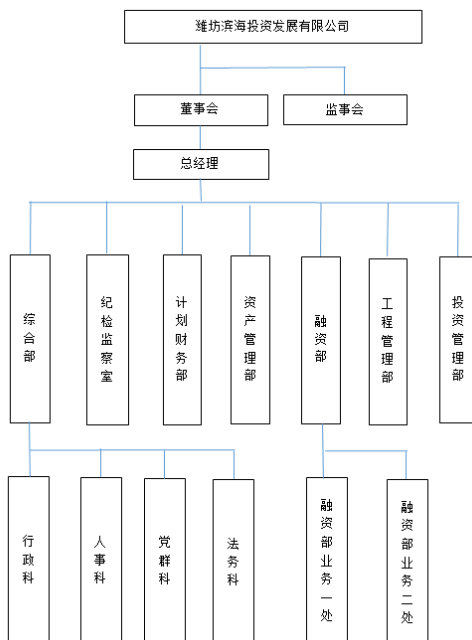 潍坊滨海投资发展有限公司
董事会
监事会
总经理
综合部
纪检监察室
计划财务部
资产管理部
融资部
工程管理部
投资管理部
行政科
人事科
党群科
法务科
融资部业务一处
融资部业务二处